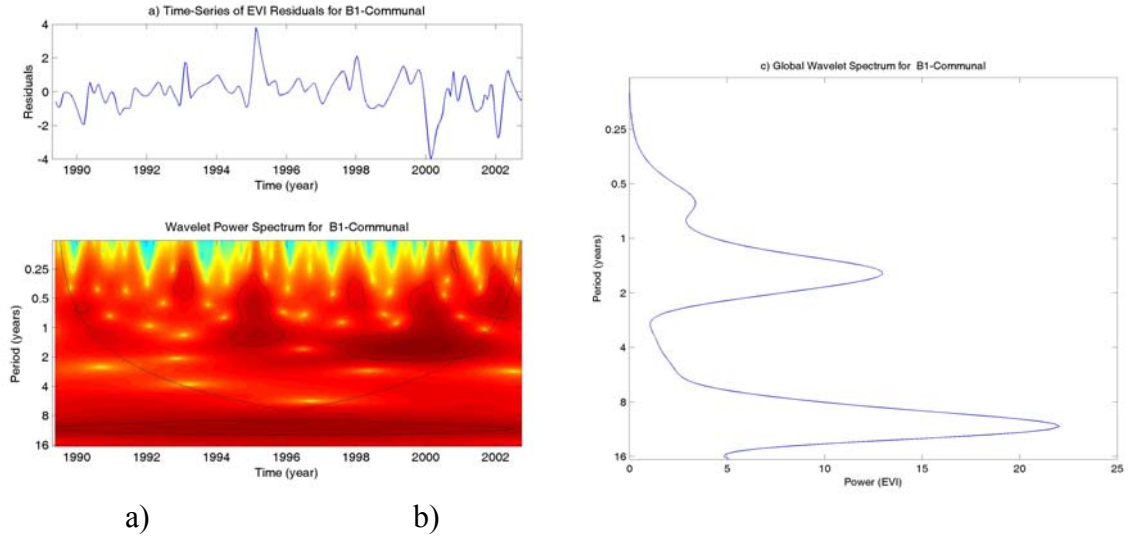 a) Time-Series of EVI Residuals for B1-Communal
4
2
0
-2
-4
Residuals
1990 1992 1994 1996 1998 2000 2002
Time (year)
Wavelet Power Spectrum for B1-Communal
0.25
0.5
1
2
4
8
16
Period (years)
1990 1992 1994 1996 1998 2000 2002
Time (year)
c) Global Wavelet Spectrum for B1-Communal
0.25
0.5
1
2
4
8
16
Period (years)
0 5 10 15 20 25
Power (EVI)
a) b)